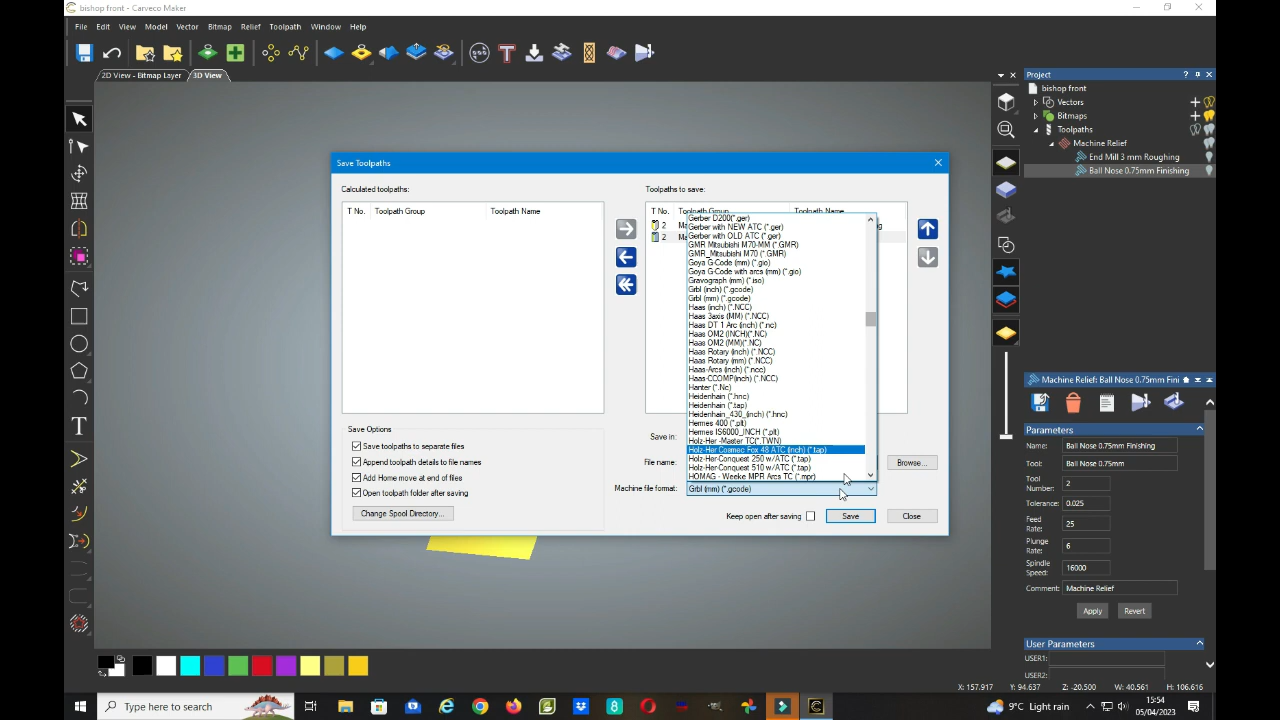 bishop front - Carveco Maker
File Edit View Model Vector Bitmap Relief Toolpath Window Help
2D View - Bitmap Layer 3D View
Project
bishop front
Vectors
Bitmaps
Toolpaths
Machine Relief
End Mill 3 mm Roughing
Ball Nose 0.75mm Finishing
Save Toolpaths
Calculated toolpaths:
Toolpaths to save:
T No. Toolpath Group Toolpath Name
T No. Toolpath Group Toolpath Name
2
2
Gerber D200(*.ger)
Gerber with NEW ATC (*.ger)
Gerber with OLD ATC (*.ger)
GMR Mitsubishi M70-MM (*.GMR)
GMR_Mitsubishi M70 (*.GMR)
Goya G-Code (mm) (*.gio)
Goya G-Code with arcs (mm) (*.gio)
Gravograph (mm) (*.iso)
Grbl (inch) (*.gcode)
Grbl (mm) (*.gcode)
Haas (inch) (*.NCC)
Haas 3axis (MM) (*.NCC)
Haas DT 1 Arc (inch) (*.nc)
Haas OM2 (INCH)(*.NC)
Haas OM2 (MM)(*.NC)
Haas Rotary (inch) (*.NCC)
Haas Rotary (mm) (*.NCC)
Haas-Arcs (inch) (*.ncc)
Haas-CCOMP(inch) (*.NCC)
Hanter (*.Nc)
Heidenhain (*.hnc)
Heidenhain (*.tap)
Heidenhain_430_(inch) (*.hnc)
Hermes 400 (*.plt)
Hermes IS6000_INCH (*.plt)
Holz-Her -Master TC(*.TWN)
Holz-Her Cosmec Fox 48 ATC (inch) (*.tap)
Holz-Her-Conquest 250 w/ATC (*.tap)
Holz-Her-Conquest 510 w/ATC (*.tap)
HOMAG - Weeke MPR Arcs TC (*.mpr)
Save Options
Save toolpaths to separate files
Append toolpath details to file names
Add Home move at end of files
Open toolpath folder after saving
Change Spool Directory...
Save in:
File name:
Browse...
Machine file format: Grbl (mm) (*.gcode)
Keep open after saving
Save
Close
Machine Relief: Ball Nose 0.75mm Fini
Parameters
Name: Ball Nose 0.75mm Finishing
Tool: Ball Nose 0.75mm
Tool Number: 2
Tolerance: 0.025
Feed Rate: 25
Plunge Rate: 6
Spindle Speed: 16000
Comment: Machine Relief
Apply Revert
User Parameters
USER1:
USER2:
X: 157.917 Y: 94.637 Z: -20.500 W: 40.561 H: 106.616
Type here to search
9°C Light rain
15:54
05/04/2023